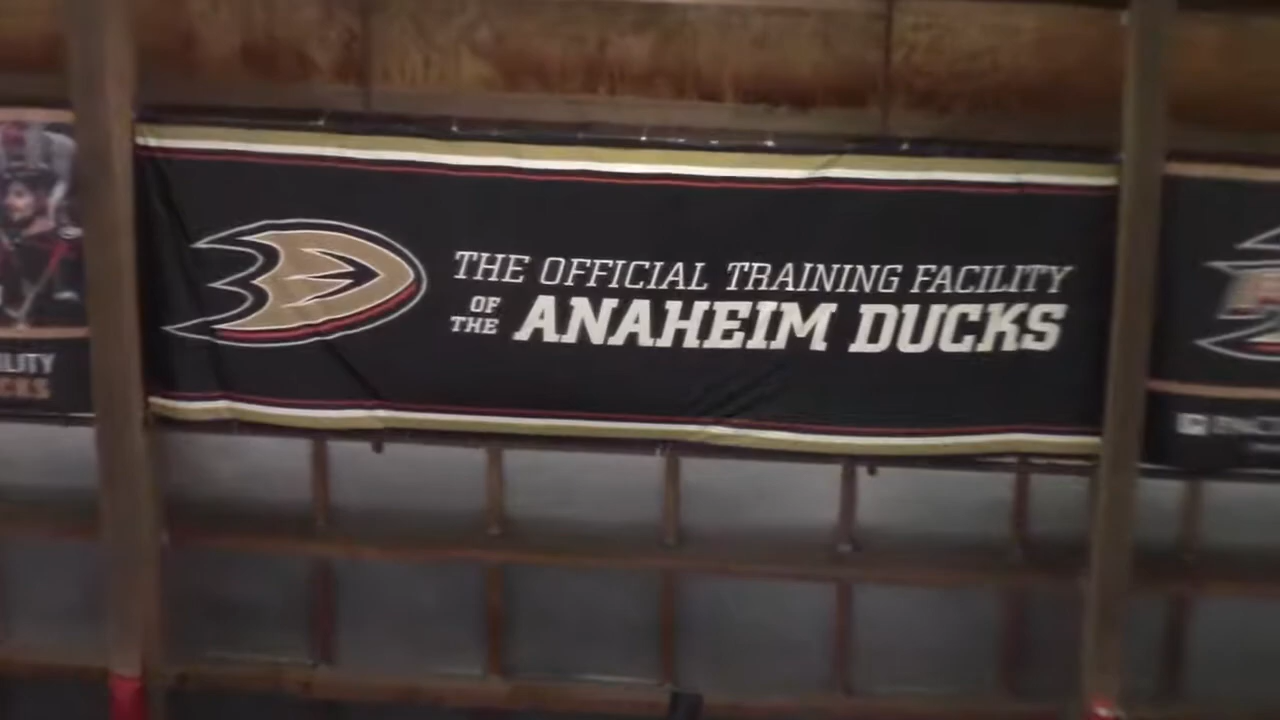 THE OFFICIAL TRAINING FACILITY
OF THE ANAHEIM DUCKS